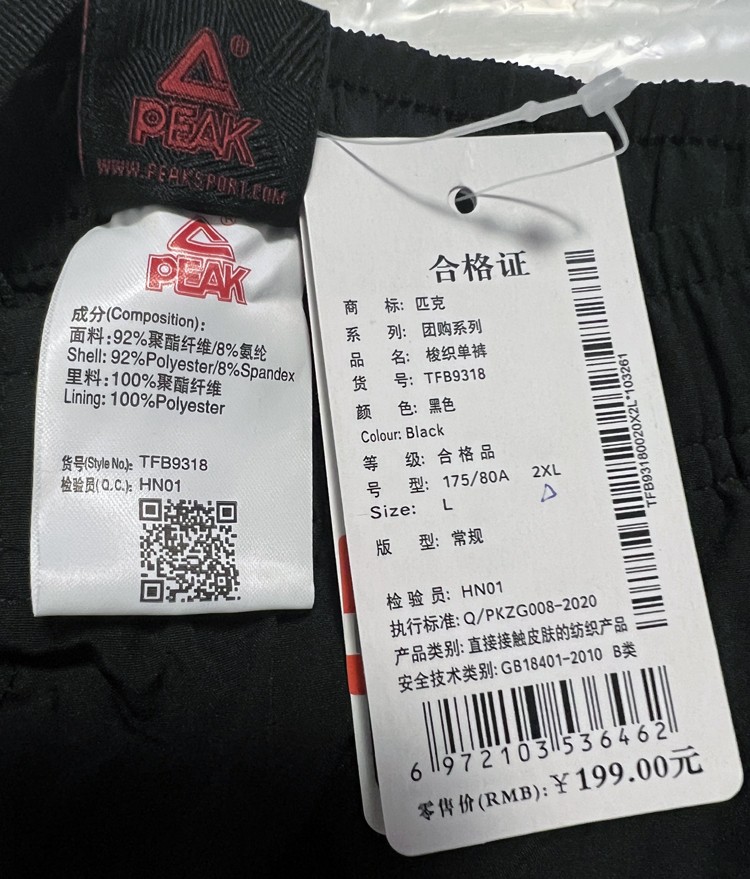 ®
PEAK
WWW.PEAKSPORT.COM
®
PEAK
成分(Composition):
面料:92%聚酯纤维/8%氨纶
Shell: 92%Polyester/8%Spandex
里料:100%聚酯纤维
Lining: 100%Polyester
货号(Style No.): TFB9318
检验员(Q.C.): HN01
合格证
商 标: 匹克
系 列: 团购系列
品 名: 梭织单裤
货 号: TFB9318
颜 色: 黑色
Colour: Black
等 级: 合格品
号 型: 175/80A 2XL
Size: L
版 型: 常规
检验员: HN01
执行标准: Q/PKZG008-2020
产品类别: 直接接触皮肤的纺织产品
安全技术类别: GB18401-2010 B类
6 972103 536462
零售价(RMB): ¥199.00元
TFB93180020X2L*103261